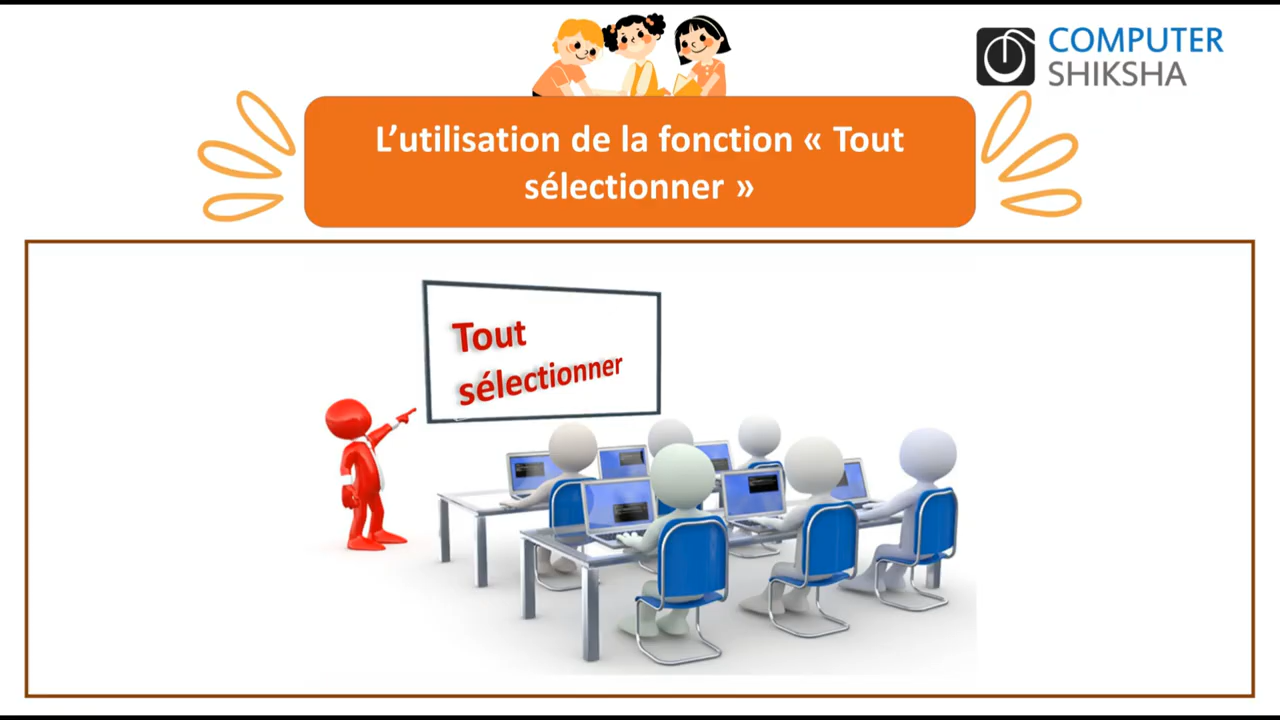 COMPUTER
SHIKSHA
L’utilisation de la fonction « Tout
sélectionner »
Tout
sélectionner